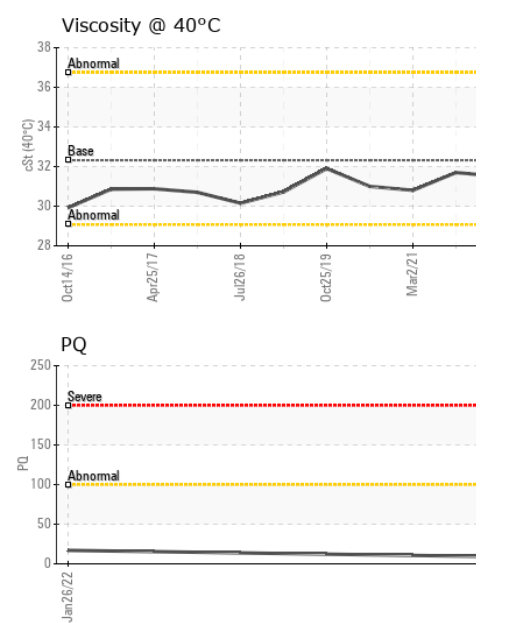 Viscosity @ 40°C
38
Abnormal
36
34
cSt (40°C)
Base
32
30
Abnormal
28
Oct14/16
Apr25/17
Jul26/18
Oct25/19
Mar2/21
PQ
250
Severe
200
150
PQ
Abnormal
100
50
0
Jan26/22